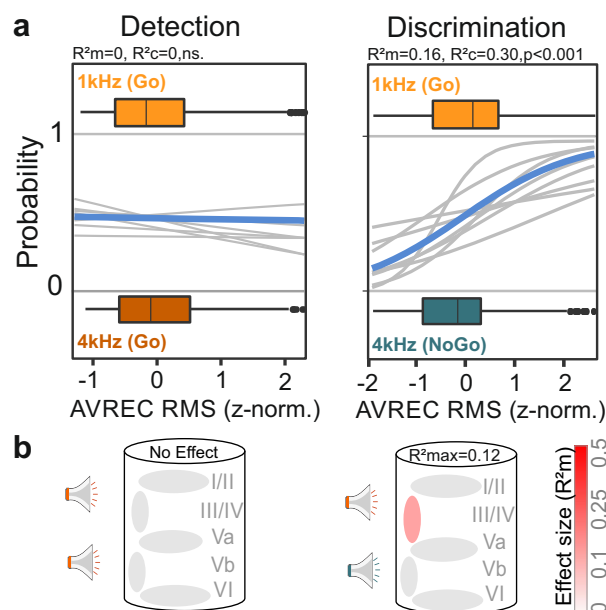 a
Detection
Discrimination
R²m=0, R²c=0,ns.
R²m=0.16, R²c=0.30,p<0.001
1kHz (Go)
1kHz (Go)
Probability
1
0
4kHz (Go)
4kHz (NoGo)
-1 0 1 2
-2 -1 0 1 2
AVREC RMS (z-norm.)
AVREC RMS (z-norm.)
b
No Effect
I/II
III/IV
Va
Vb
VI
R²max=0.12
I/II
III/IV
Va
Vb
VI
Effect size (R²m)
0.5
0.25
0.1
0